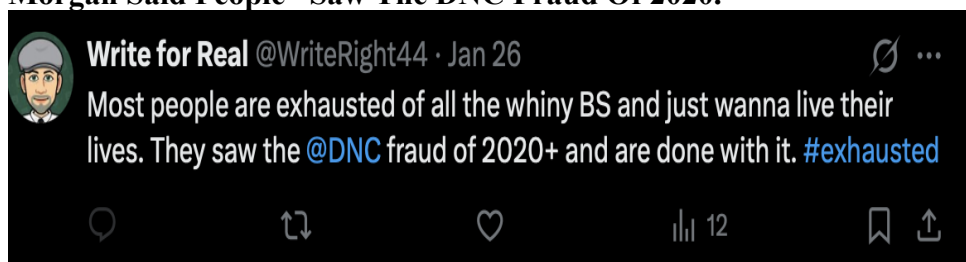 Morgan Said People "Saw The DNC Fraud Of 2020."
Write for Real @WriteRight44 · Jan 26
Most people are exhausted of all the whiny BS and just wanna live their
lives. They saw the @DNC fraud of 2020+ and are done with it. #exhausted
12